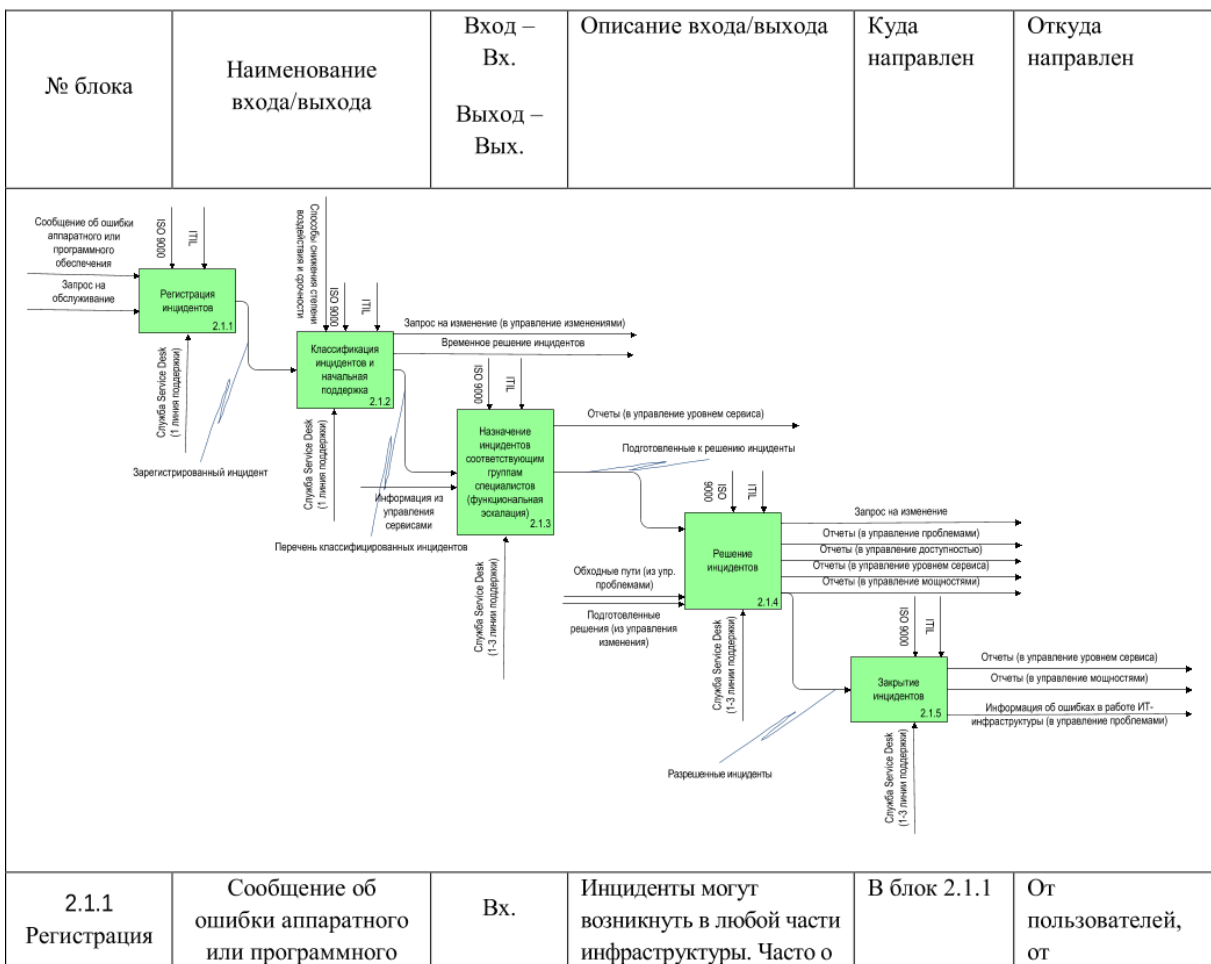 № блока
Наименование
входа/выхода
Вход –
Вх.
Выход –
Вых.
Описание входа/выхода
Куда
направлен
Откуда
направлен
Сообщение об ошибки
аппаратного или
программного
обеспечения
Запрос на
обслуживание
ISO 9000
ITIL
Регистрация
инцидентов
2.1.1
Служба Service Desk
(1 линия поддержки)
Зарегистрированный инцидент
Способы снижения степени
воздействия и срочности
ISO 9000
ITIL
Классификация
инцидентов и
начальная
поддержка
2.1.2
Запрос на изменение (в управление изменениями)
Временное решение инцидентов
Служба Service Desk
(1 линия поддержки)
Информация из
управления
сервисами
Перечень классифицированных инцидентов
ISO 9000
ITIL
Назначение
инцидентов
соответствующим
группам
специалистов
(функциональная
эскалация)
2.1.3
Отчеты (в управление уровнем сервиса)
Подготовленные к решению инциденты
Служба Service Desk
(1-3 линии поддержки)
ISO
9000
ITIL
Обходные пути (из упр.
проблемами)
Подготовленные
решения (из управления
изменения)
Решение
инцидентов
2.1.4
Запрос на изменение
Отчеты (в управление проблемами)
Отчеты (в управление доступностью)
Отчеты (в управление уровнем сервиса)
Отчеты (в управление мощностями)
Служба Service Desk
(1-3 линии поддержки)
Разрешенные инциденты
ISO 9000
ITIL
Закрытие
инцидентов
2.1.5
Отчеты (в управление уровнем сервиса)
Отчеты (в управление мощностями)
Информация об ошибках в работе ИТ-
инфраструктуры (в управление проблемами)
Служба Service Desk
(1-3 линии поддержки)
2.1.1
Регистрация
Сообщение об
ошибки аппаратного
или программного
Вх.
Инциденты могут
возникнуть в любой части
инфраструктуры. Часто о
В блок 2.1.1
От
пользователей,
от